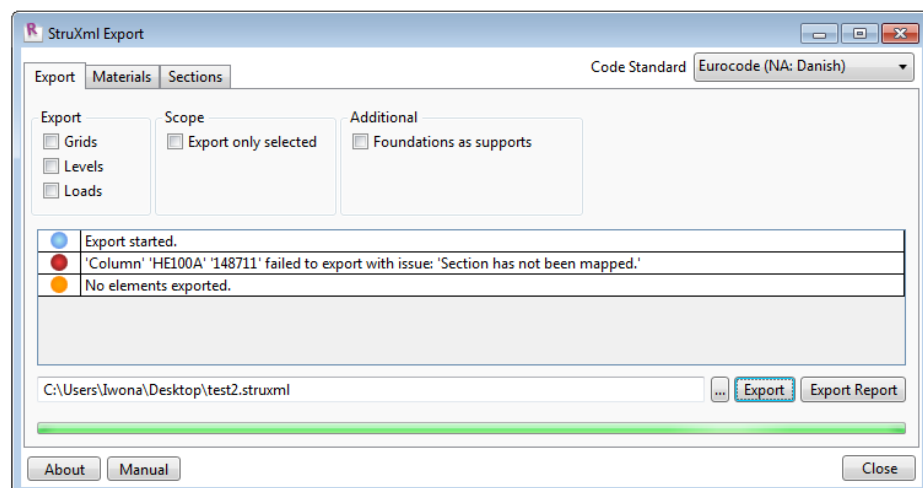 R StruXml Export
Code Standard Eurocode (NA: Danish)
Export Materials Sections
Export Scope Additional
Grids Export only selected Foundations as supports
Levels
Loads
Export started.
'Column' 'HE100A' '148711' failed to export with issue: 'Section has not been mapped.'
No elements exported.
C:\Users\Iwona\Desktop\test2.struxml ... Export Export Report
About Manual Close